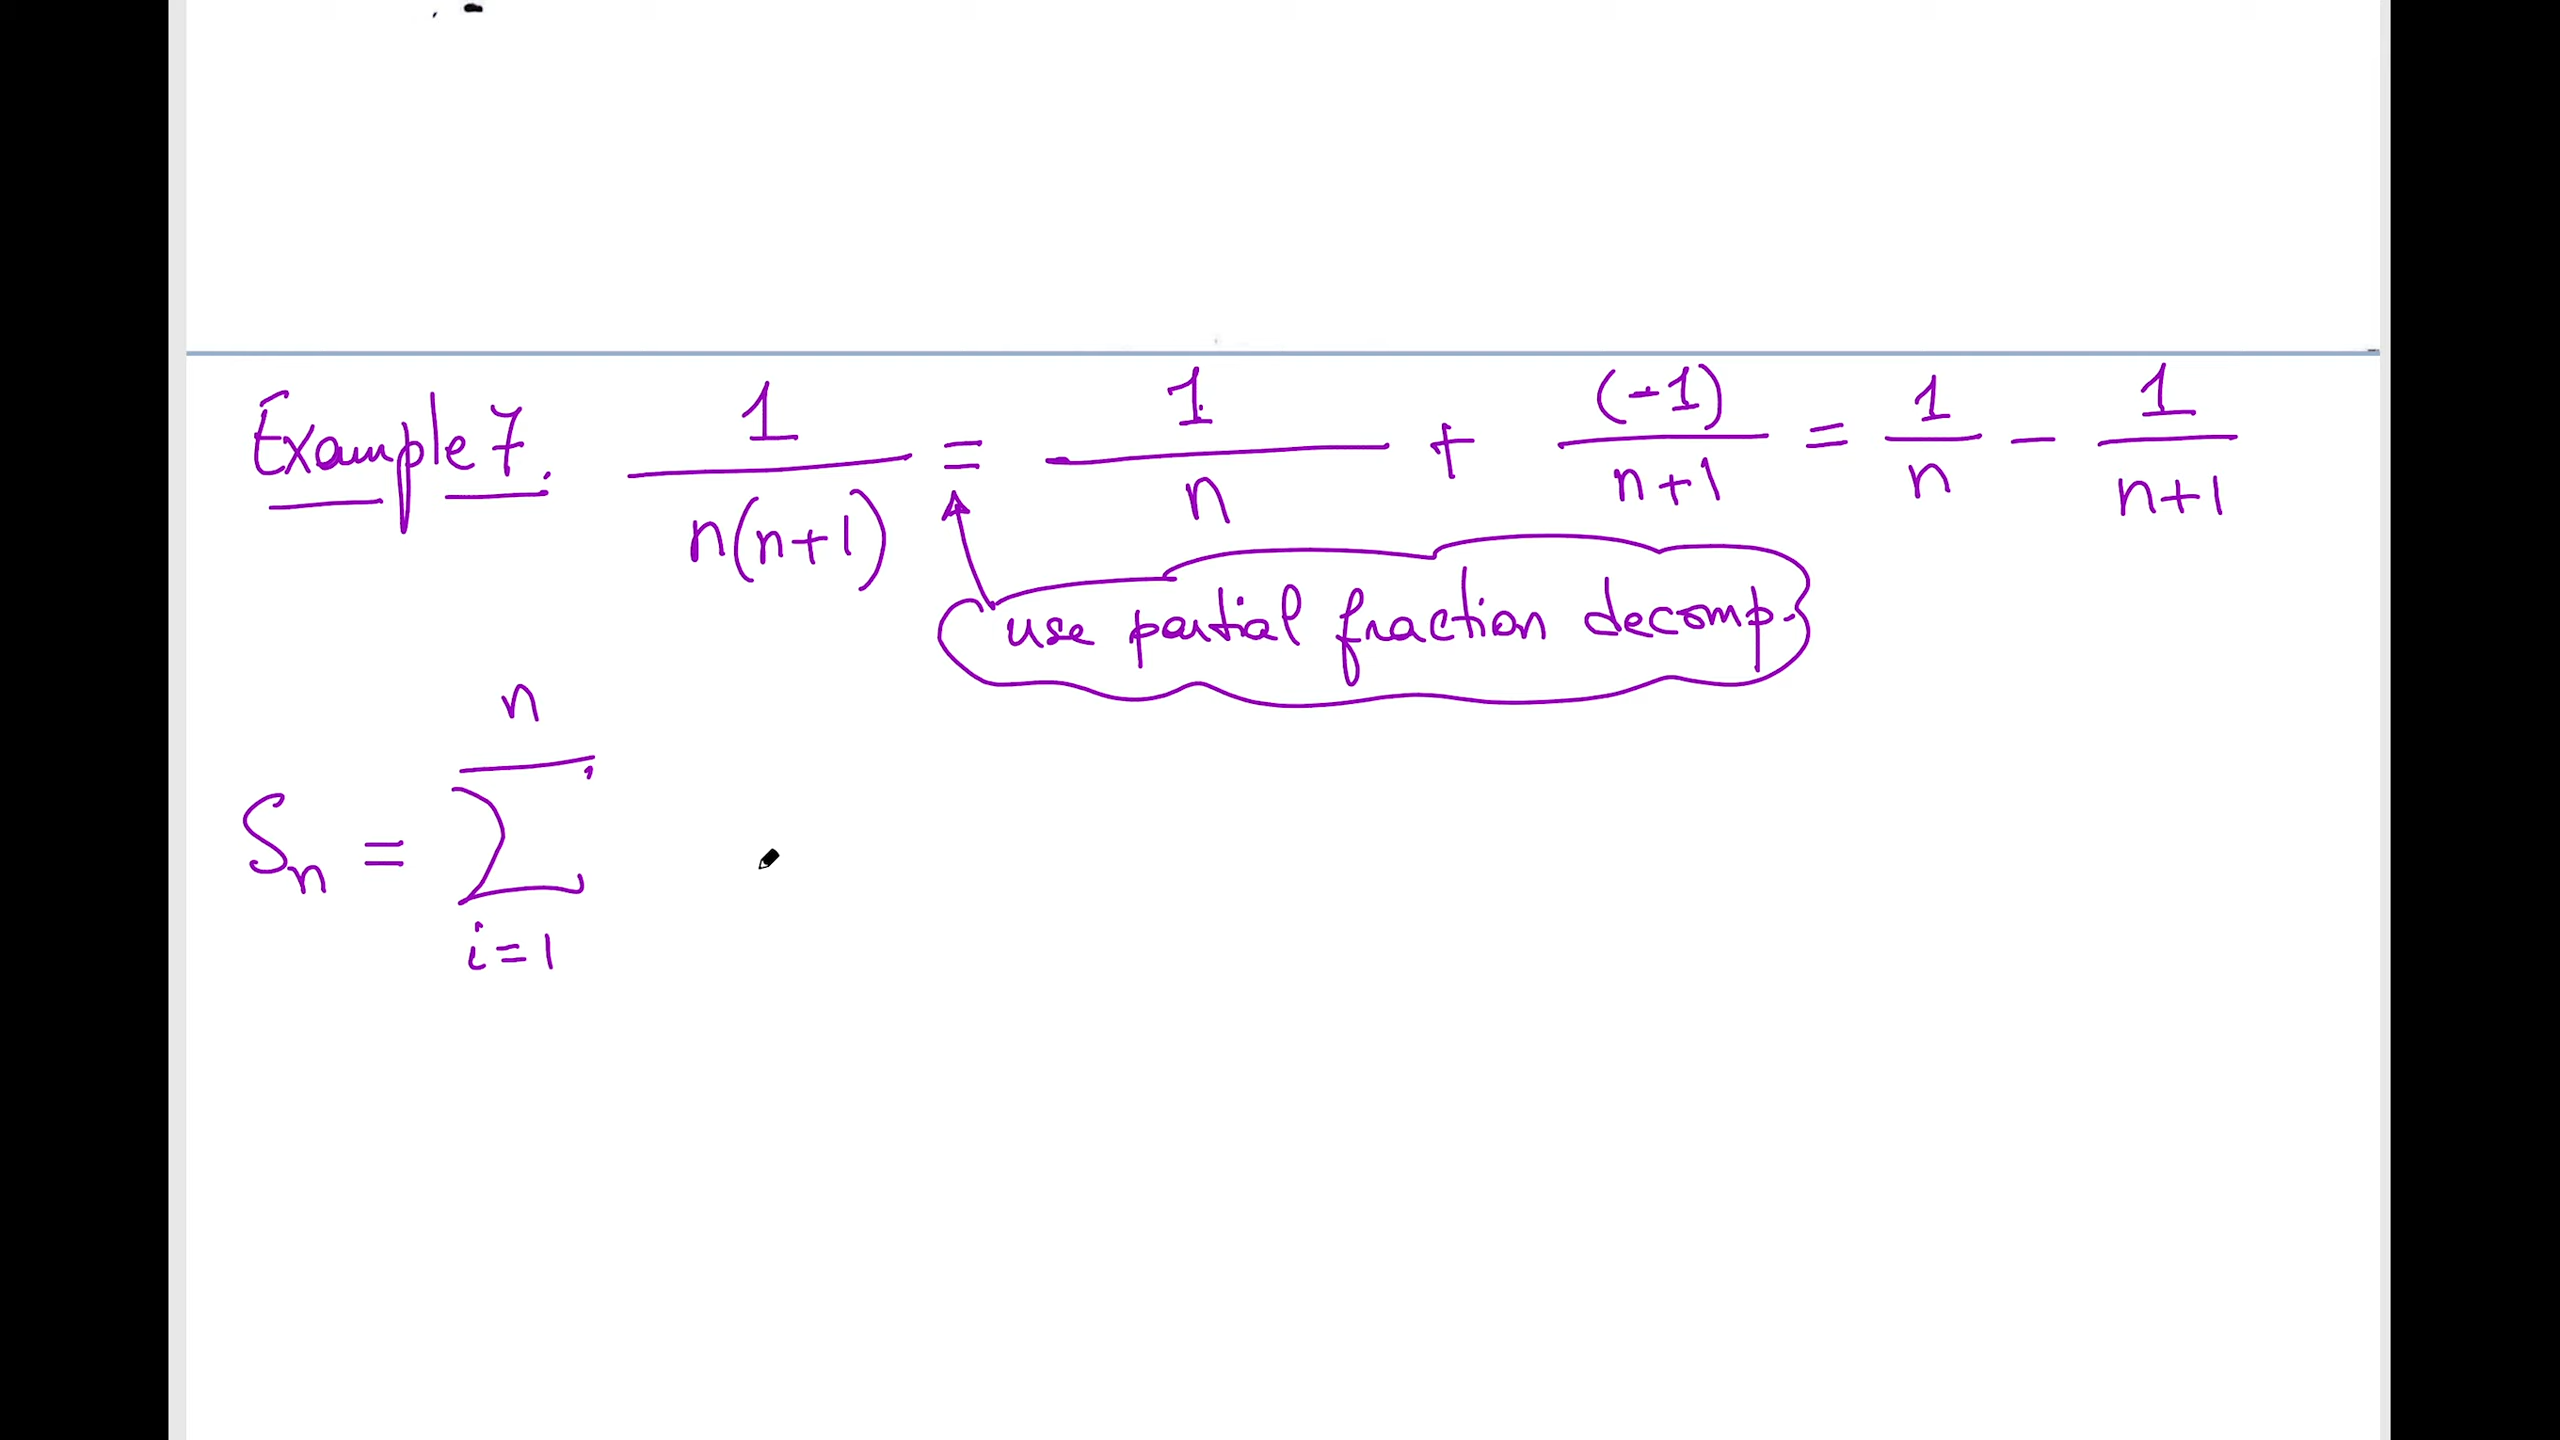 Example 7. 1/(n(n+1)) = 1/n + (-1)/(n+1) = 1/n - 1/(n+1)
use partial fraction decomp.
Sn = ∑_{i=1}^{n}